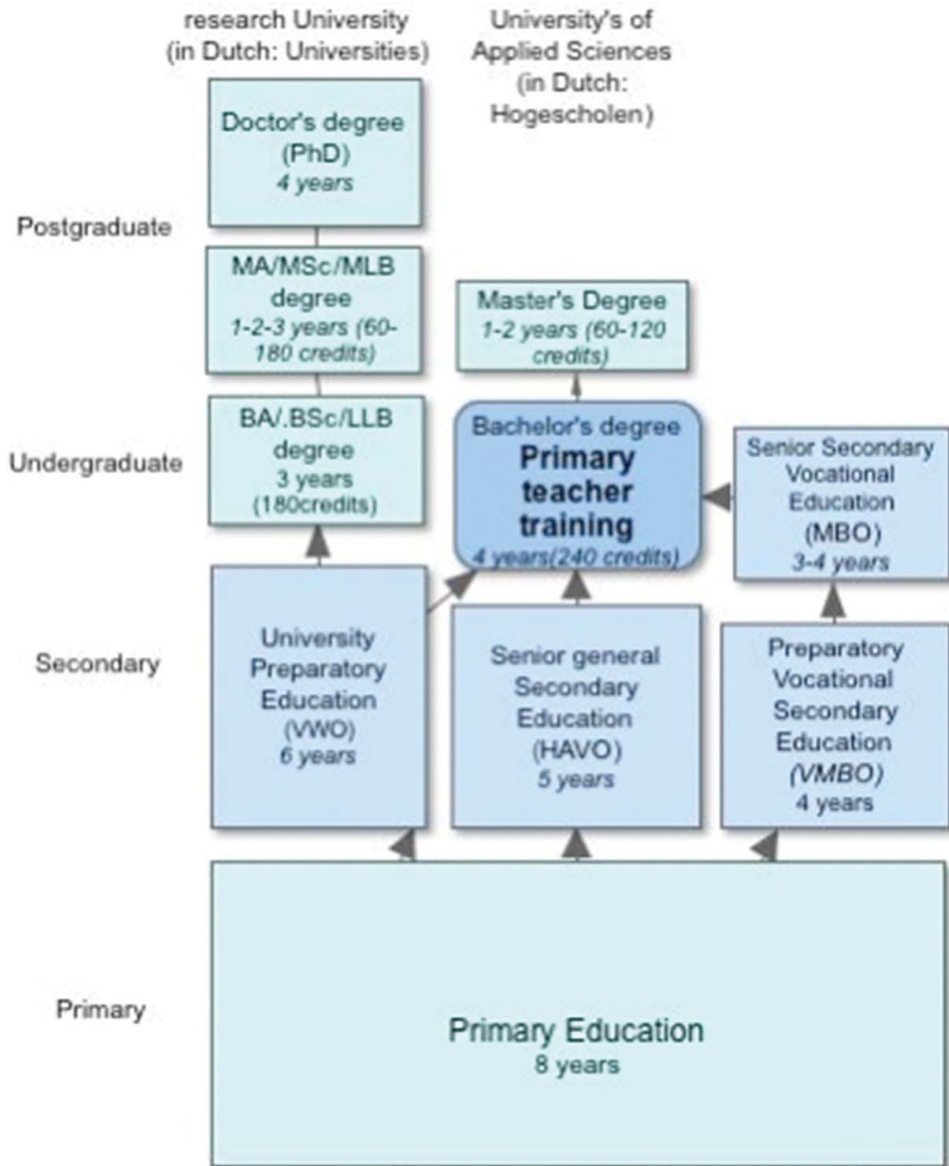 research University
(in Dutch: Universities)
University's of
Applied Sciences
(in Dutch:
Hogescholen)
Doctor's degree
(PhD)
4 years
Postgraduate
MA/MSc/MLB
degree
1-2-3 years (60-
180 credits)
Master's Degree
1-2 years (60-120
credits)
Undergraduate
BA/.BSc/LLB
degree
3 years
(180credits)
Bachelor's degree
Primary
teacher
training
4 years(240 credits)
Senior Secondary
Vocational
Education
(MBO)
3-4 years
Secondary
University
Preparatory
Education
(VWO)
6 years
Senior general
Secondary
Education
(HAVO)
5 years
Preparatory
Vocational
Secondary
Education
(VMBO)
4 years
Primary
Primary Education
8 years